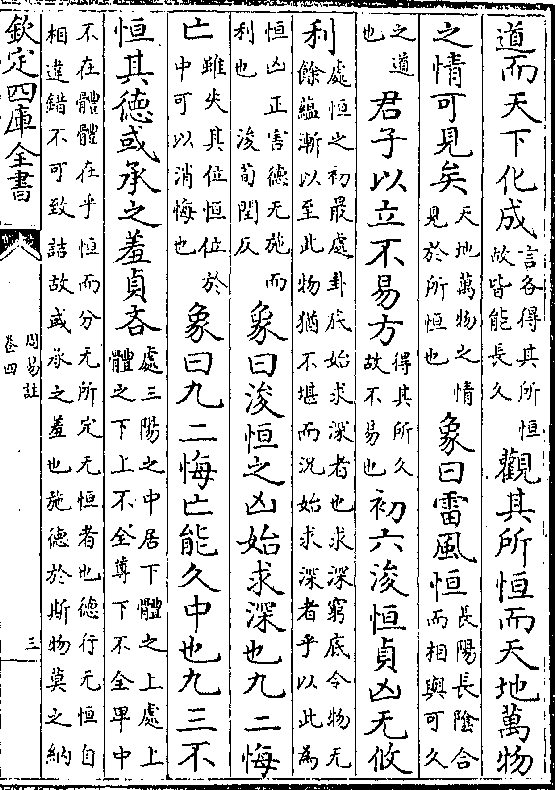 道而天下化成言各得其所恒故皆能長久觀其所恒而天地萬物
之情可見矣天地萬物之情見於所恒也象曰雷風恒長陽長隂合而相與可久
之道也君子以立不易方得其所久故不易也初六浚恒貞凶无攸
利處恒之初最處卦底始求深者也求深窮底令物无餘緼漸以至此物猶不堪而況始求深者乎以此為
恒凶正害德无施而利也浚荀閏反象曰浚恒之凶始求深也九二悔
亡雖失其位恒位於中可以消悔也象曰九二悔亡能久中也九三不
恒其德或承之羞貞吝處三陽之中居下體之上處上體之下上不全尊下不全卑中
不在體體在乎恒而分无所定无恒者也德行无恒自相違錯不可致詰故或承之羞也施德於斯物莫之納
欽定四庫全書
周易註
卷四
三